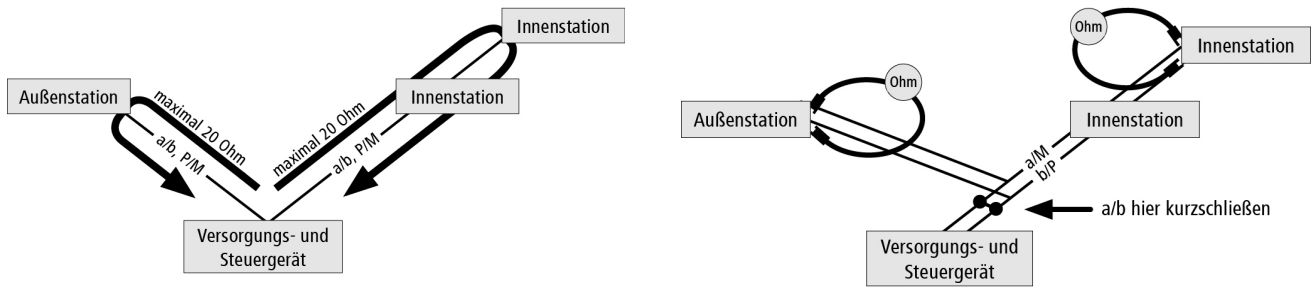 Innenstation
Außenstation
Innenstation
maximal 20 Ohm
maximal 20 Ohm
a/b, P/M
a/b, P/M
Versorgungs- und
Steuergerät
Ohm
Innenstation
Ohm
Außenstation
Innenstation
a/M
b/P
a/b hier kurzschließen
Versorgungs- und
Steuergerät